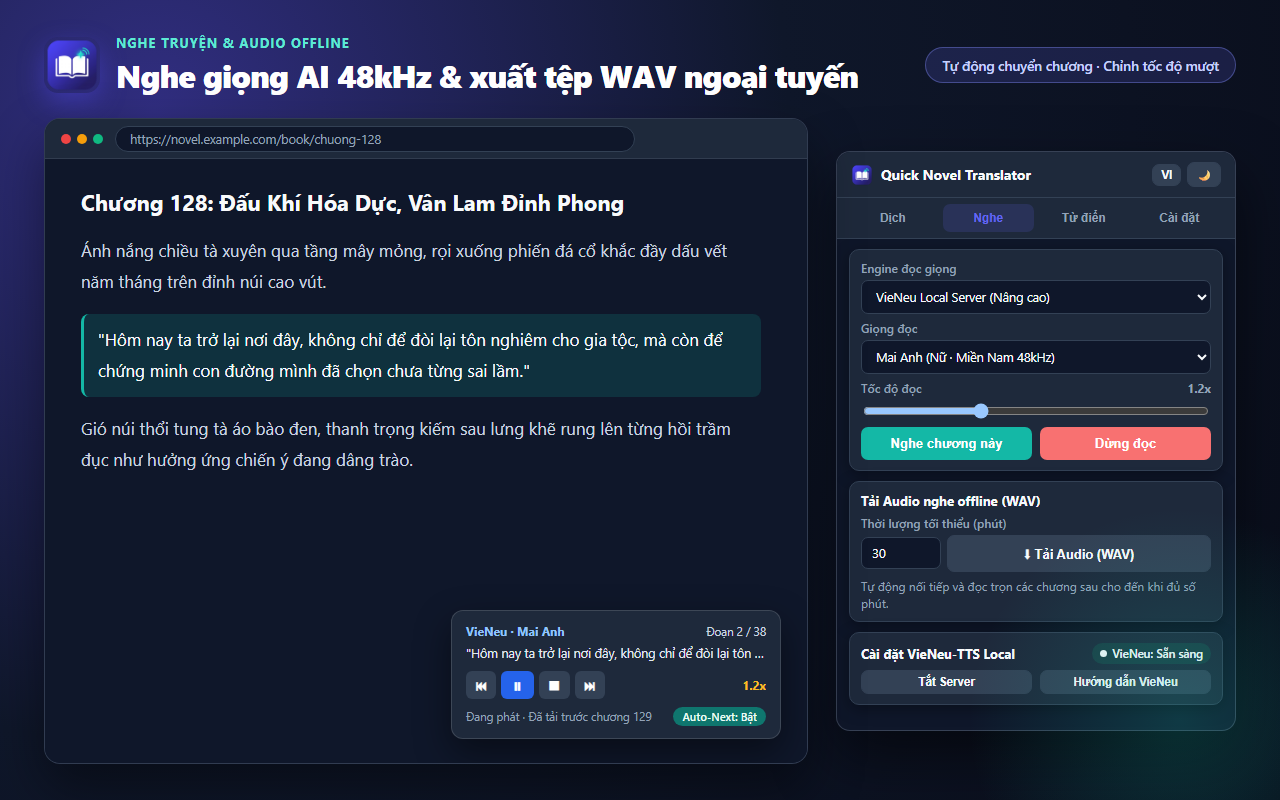 NGHE TRUYỆN & AUDIO OFFLINE
Nghe giọng AI 48kHz & xuất tệp WAV ngoại tuyến
Tự động chuyển chương · Chỉnh tốc độ mượt
https://novel.example.com/book/chuong-128
Chương 128: Đấu Khí Hóa Dực, Vân Lam Đỉnh Phong
Ánh nắng chiều tà xuyên qua tầng mây mỏng, rọi xuống phiến đá cổ khắc đầy dấu vết
năm tháng trên đỉnh núi cao vút.
"Hôm nay ta trở lại nơi đây, không chỉ để đòi lại tôn nghiêm cho gia tộc, mà còn để
chứng minh con đường mình đã chọn chưa từng sai lầm."
Gió núi thổi tung tà áo bào đen, thanh trọng kiếm sau lưng khẽ rung lên từng hồi trầm
đục như hưởng ứng chiến ý đang dâng trào.
VieNeu · Mai Anh
Đoạn 2 / 38
"Hôm nay ta trở lại nơi đây, không chỉ để đòi lại tôn ...
1.2x
Đang phát · Đã tải trước chương 129
Auto-Next: Bật
Quick Novel Translator
VI
Dịch
Nghe
Từ điển
Cài đặt
Engine đọc giọng
VieNeu Local Server (Nâng cao)
Giọng đọc
Mai Anh (Nữ · Miền Nam 48kHz)
Tốc độ đọc
1.2x
Nghe chương này
Dừng đọc
Tải Audio nghe offline (WAV)
Thời lượng tối thiểu (phút)
30
⬇ Tải Audio (WAV)
Tự động nối tiếp và đọc trọn các chương sau cho đến khi đủ số
phút.
Cài đặt VieNeu-TTS Local
● VieNeu: Sẵn sàng
Tắt Server
Hướng dẫn VieNeu